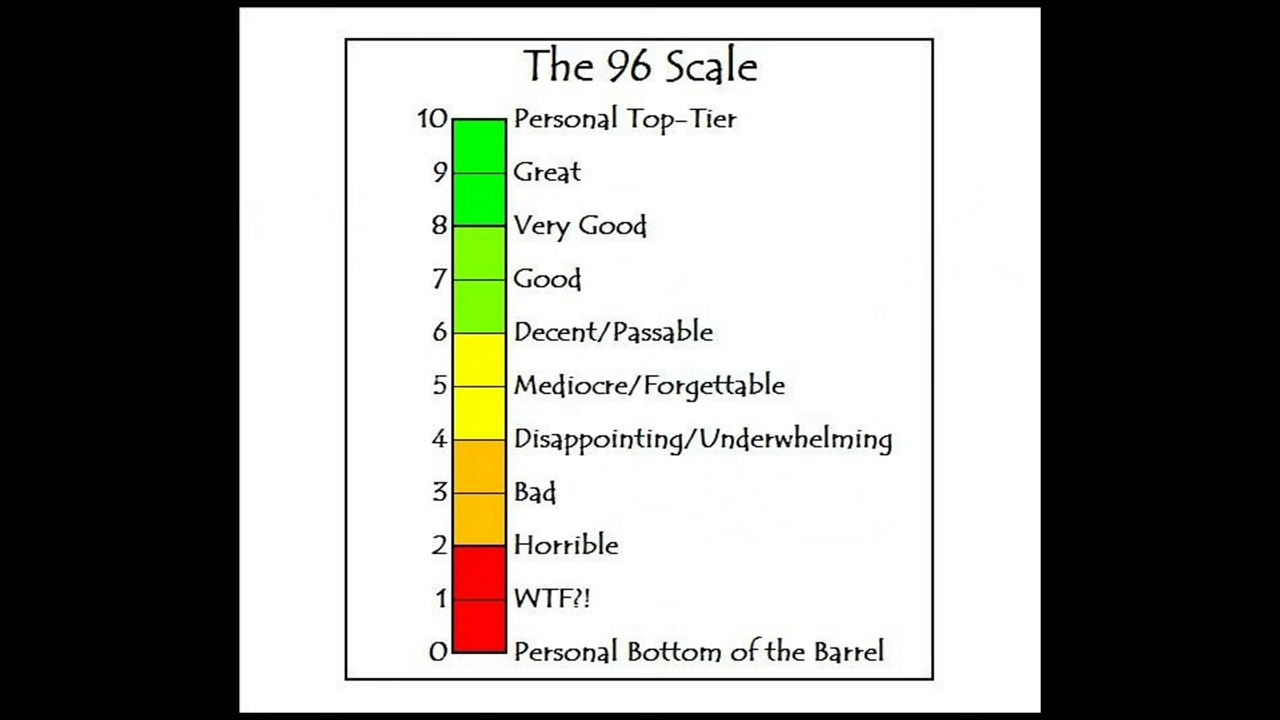 The 96 Scale
10 Personal Top-Tier
9 Great
8 Very Good
7 Good
6 Decent/Passable
5 Mediocre/Forgettable
4 Disappointing/Underwhelming
3 Bad
2 Horrible
1 WTF?!
0 Personal Bottom of the Barrel